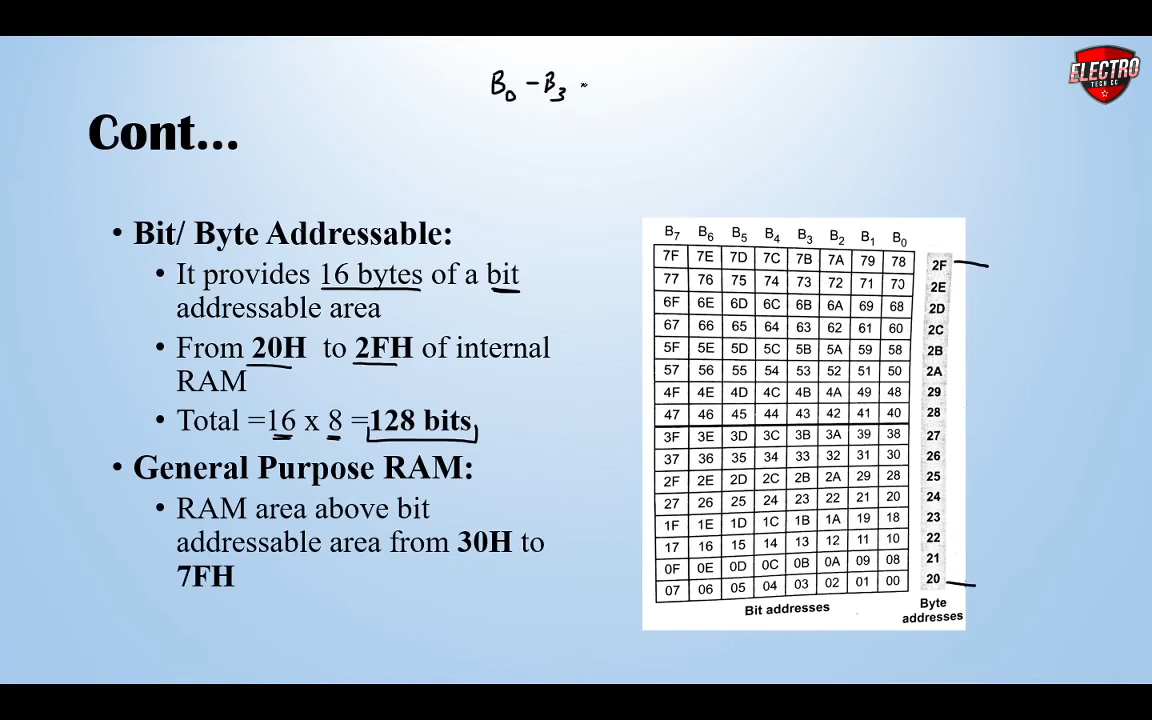 B0 - B3
ELECTRO
TECH CC
Cont...
• Bit/ Byte Addressable:
• It provides 16 bytes of a bit
addressable area
• From 20H to 2FH of internal
RAM
• Total =16 x 8 =128 bits
• General Purpose RAM:
• RAM area above bit
addressable area from 30H to
7FH
B7 B6 B5 B4 B3 B2 B1 B0
7F 7E 7D 7C 7B 7A 79 78 2F
77 76 75 74 73 72 71 70 2E
6F 6E 6D 6C 6B 6A 69 68 2D
67 66 65 64 63 62 61 60 2C
5F 5E 5D 5C 5B 5A 59 58 2B
57 56 55 54 53 52 51 50 2A
4F 4E 4D 4C 4B 4A 49 48 29
47 46 45 44 43 42 41 40 28
3F 3E 3D 3C 3B 3A 39 38 27
37 36 35 34 33 32 31 30 26
2F 2E 2D 2C 2B 2A 29 28 25
27 26 25 24 23 22 21 20 24
1F 1E 1D 1C 1B 1A 19 18 23
17 16 15 14 13 12 11 10 22
0F 0E 0D 0C 0B 0A 09 08 21
07 06 05 04 03 02 01 00 20
Bit addresses
Byte
addresses